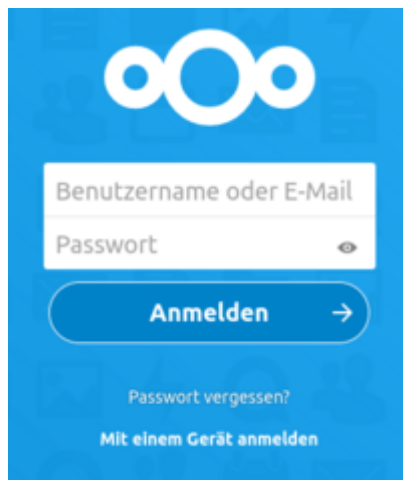 Benutzername oder E-Mail
Passwort
Anmelden
Passwort vergessen?
Mit einem Gerät anmelden